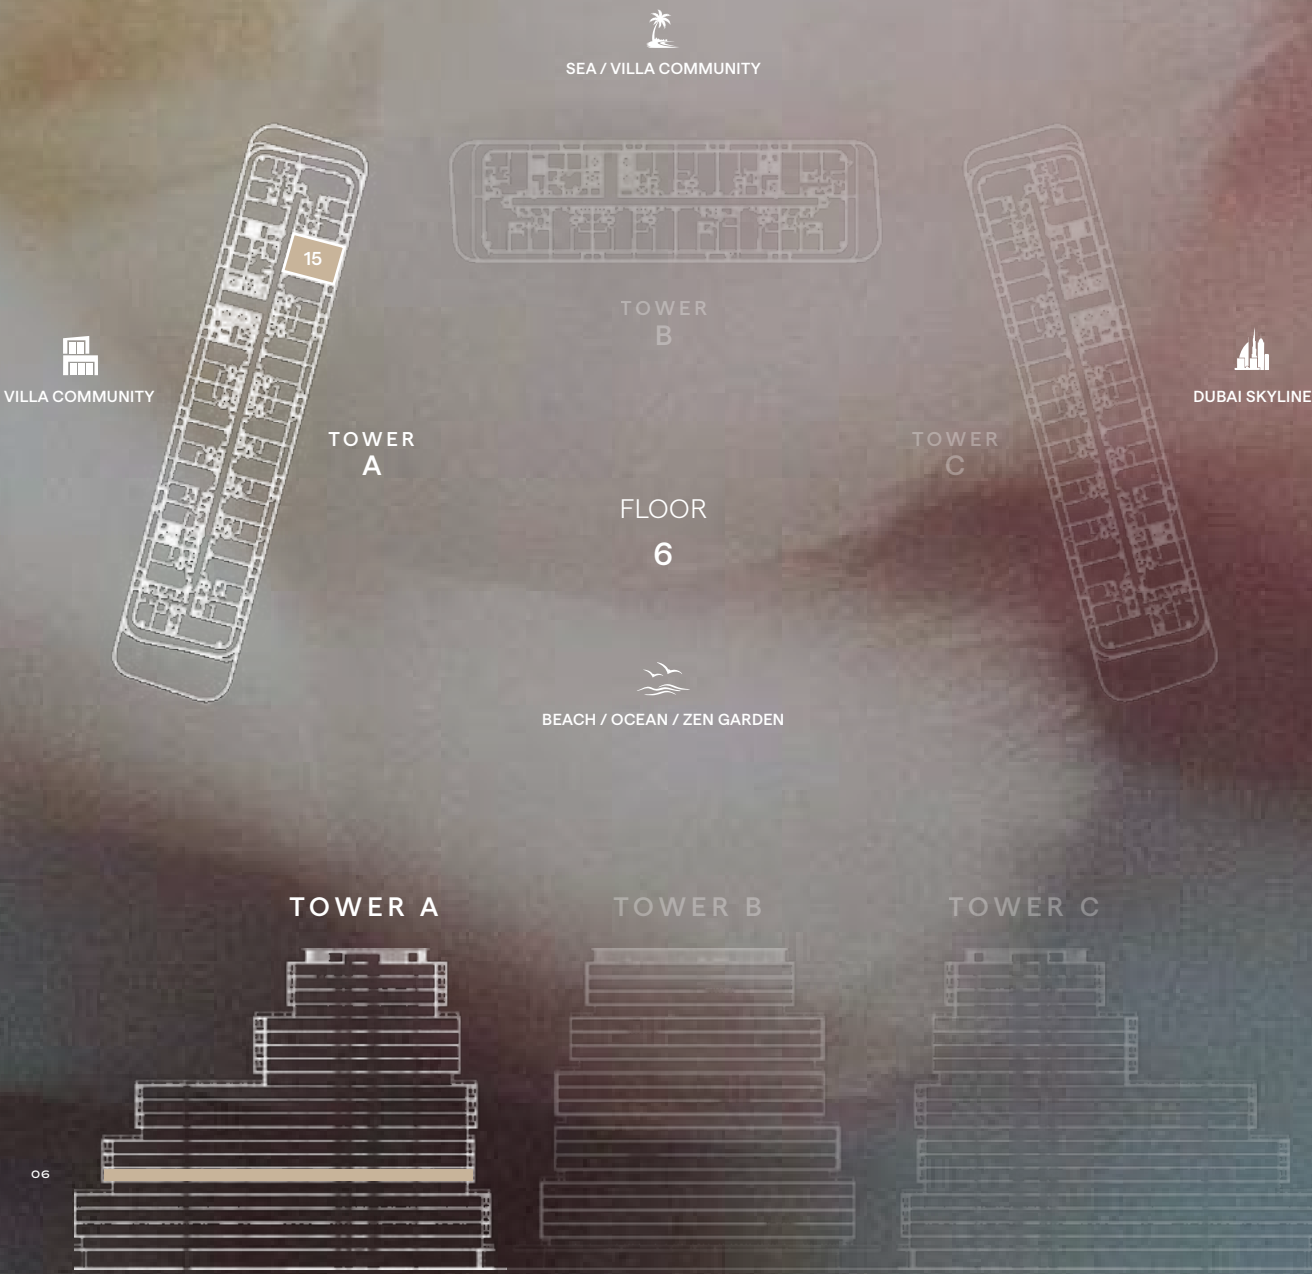 SEA / VILLA COMMUNITY
15
TOWER
B
VILLA COMMUNITY
DUBAI SKYLINE
TOWER
A
TOWER
C
FLOOR
6
BEACH / OCEAN / ZEN GARDEN
TOWER A
TOWER B
TOWER C
06